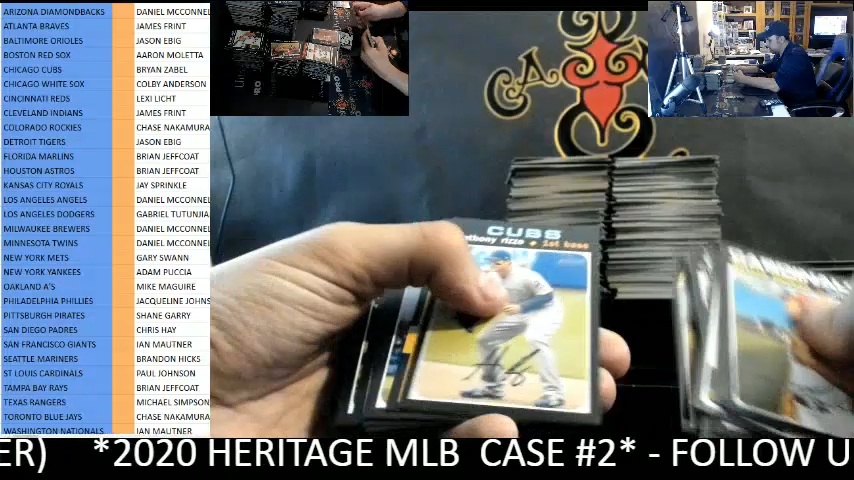 ARIZONA DIAMONDBACKS DANIEL MCCONNEL
ATLANTA BRAVES JAMES FRINT
BALTIMORE ORIOLES JASON EBIG
BOSTON RED SOX AARON MOLETTA
CHICAGO CUBS BRYAN ZABEL
CHICAGO WHITE SOX COLBY ANDERSON
CINCINNATI REDS LEXI LICHT
CLEVELAND INDIANS JAMES FRINT
COLORADO ROCKIES CHASE NAKAMURA
DETROIT TIGERS JASON EBIG
FLORIDA MARLINS BRIAN JEFFCOAT
HOUSTON ASTROS BRIAN JEFFCOAT
KANSAS CITY ROYALS JAY SPRINKLE
LOS ANGELES ANGELS DANIEL MCCONNEL
LOS ANGELES DODGERS GABRIEL TUTUNJIA
MILWAUKEE BREWERS DANIEL MCCONNEL
MINNESOTA TWINS DANIEL MCCONNEL
NEW YORK METS GARY SWANN
NEW YORK YANKEES ADAM PUCCIA
OAKLAND A'S MIKE MAGUIRE
PHILADELPHIA PHILLIES JACQUELINE JOHNS
PITTSBURGH PIRATES SHANE GARRY
SAN DIEGO PADRES CHRIS HAY
SAN FRANCISCO GIANTS IAN MAUTNER
SEATTLE MARINERS BRANDON HICKS
ST LOUIS CARDINALS PAUL JOHNSON
TAMPA BAY RAYS BRIAN JEFFCOAT
TEXAS RANGERS MICHAEL SIMPSON
TORONTO BLUE JAYS CHASE NAKAMURA
WASHINGTON NATIONALS IAN MAUTNER
CUBS
anthony rizzo • 1st base
ER) *2020 HERITAGE MLB CASE #2* - FOLLOW U